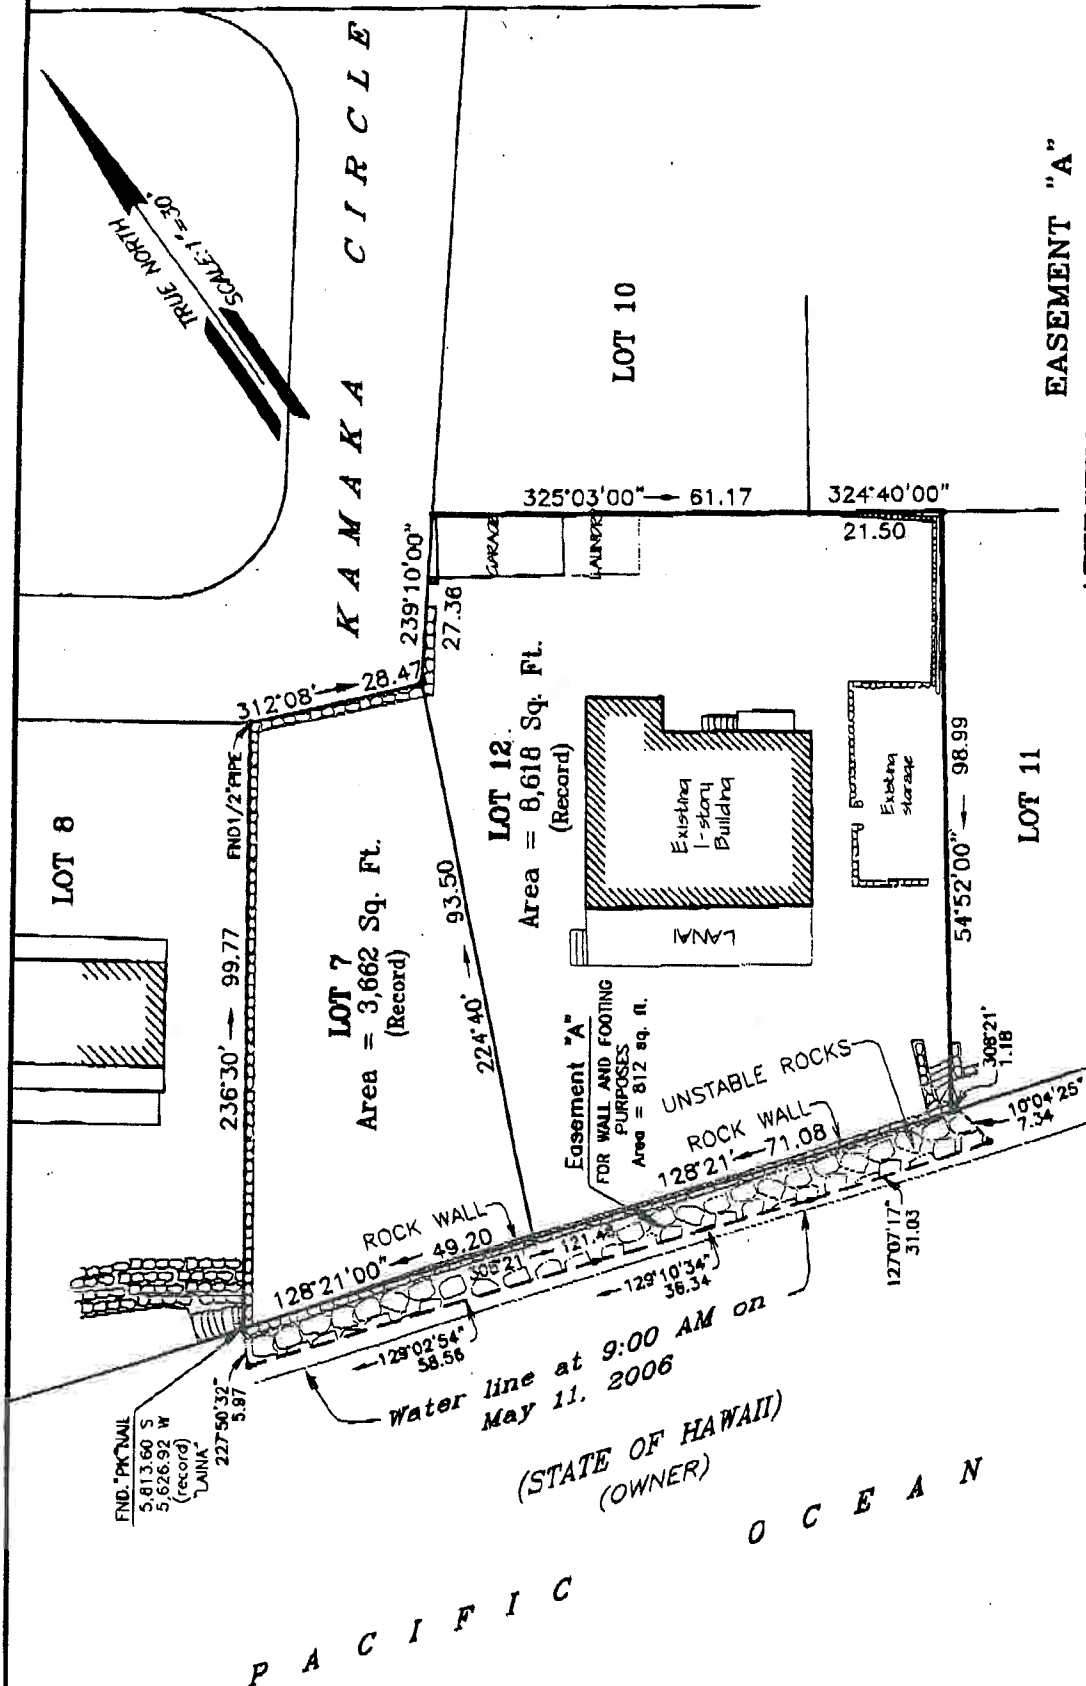 KAMAKA CIRCLE
TRUE NORTH
SCALE: 1"=30'
LOT 8
LOT 10
EASEMENT "A"
325°03'00" 61.17
324°40'00"
21.50
GARAGE
LAUNDRY
239°10'00"
27.36
312°08' 28.47
FND 1/2" PIPE
236°30' 99.77
LOT 7
Area = 3,662 Sq. Ft.
(Record)
224°40' 93.50
LOT 12
Area = 8,618 Sq. Ft.
(Record)
Existing
1-story
Building
LANAI
Existing
storage
54°52'00" 98.99
LOT 11
Easement "A"
FOR WALL AND FOOTING
PURPOSES
Area = 812 sq. ft.
UNSTABLE ROCKS
ROCK WALL
128°21' 71.08
308°21'
1.18
10°04'25"
7.34
ROCK WALL
128°21'00" 49.20
308°21'
127°07'17"
31.03
129°10'34"
36.34
129°02'54"
58.56
Water line at 9:00 AM on
May 11, 2006
FND. "PK" NAIL
5,813.60 S
5,626.92 W
(record)
"LAINA"
227°50'32"
5.97
(STATE OF HAWAII)
(OWNER)
PACIFIC OCEAN